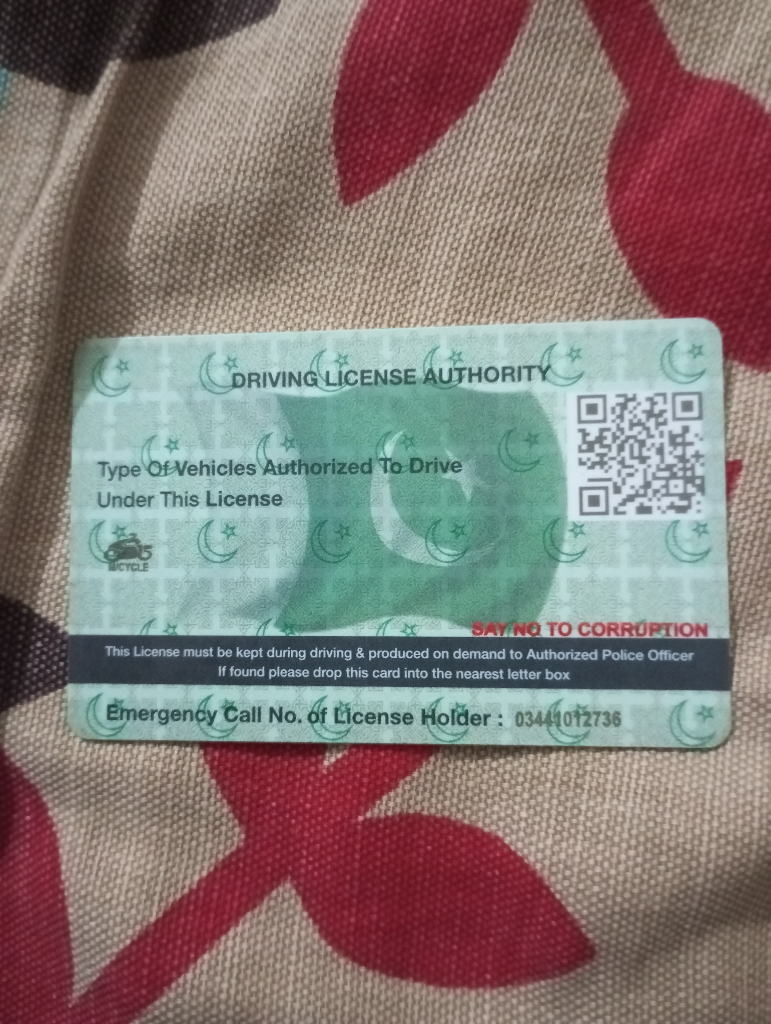 DRIVING LICENSE AUTHORITY
Type Of Vehicles Authorized To Drive
Under This License
M/CYCLE
SAY NO TO CORRUPTION
This License must be kept during driving & produced on demand to Authorized Police Officer
If found please drop this card into the nearest letter box
Emergency Call No. of License Holder : 03441012736